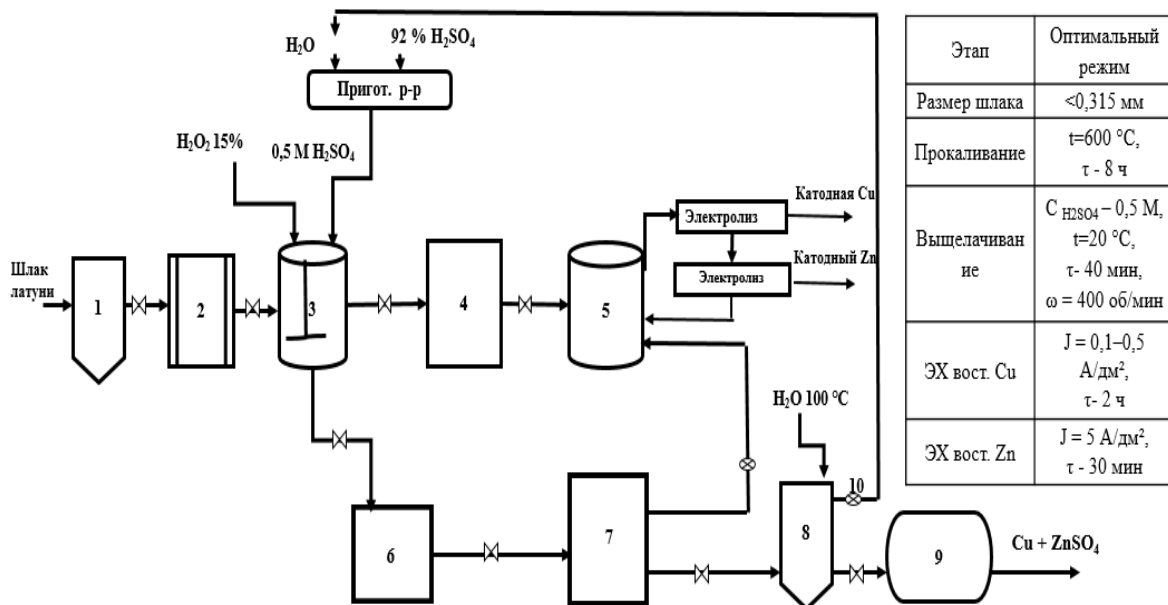 H₂O
92 % H₂SO₄
Пригот. р-р
H₂O₂ 15%
0,5 М H₂SO₄
Катодная Cu
Электролиз
Катодный Zn
Электролиз
Шлак
латуни
1
2
3
4
5
H₂O 100 °C
10
6
7
8
9
Cu + ZnSO₄
Этап
Оптимальный
режим
Размер шлака
<0,315 мм
Прокаливание
t=600 °C,
τ - 8 ч
Выщелачиван
ие
С H2SO4 – 0,5 М,
t=20 °C,
τ- 40 мин,
ω = 400 об/мин
ЭХ вост. Cu
J = 0,1–0,5
А/дм²,
τ- 2 ч
ЭХ вост. Zn
J = 5 А/дм²,
τ - 30 мин